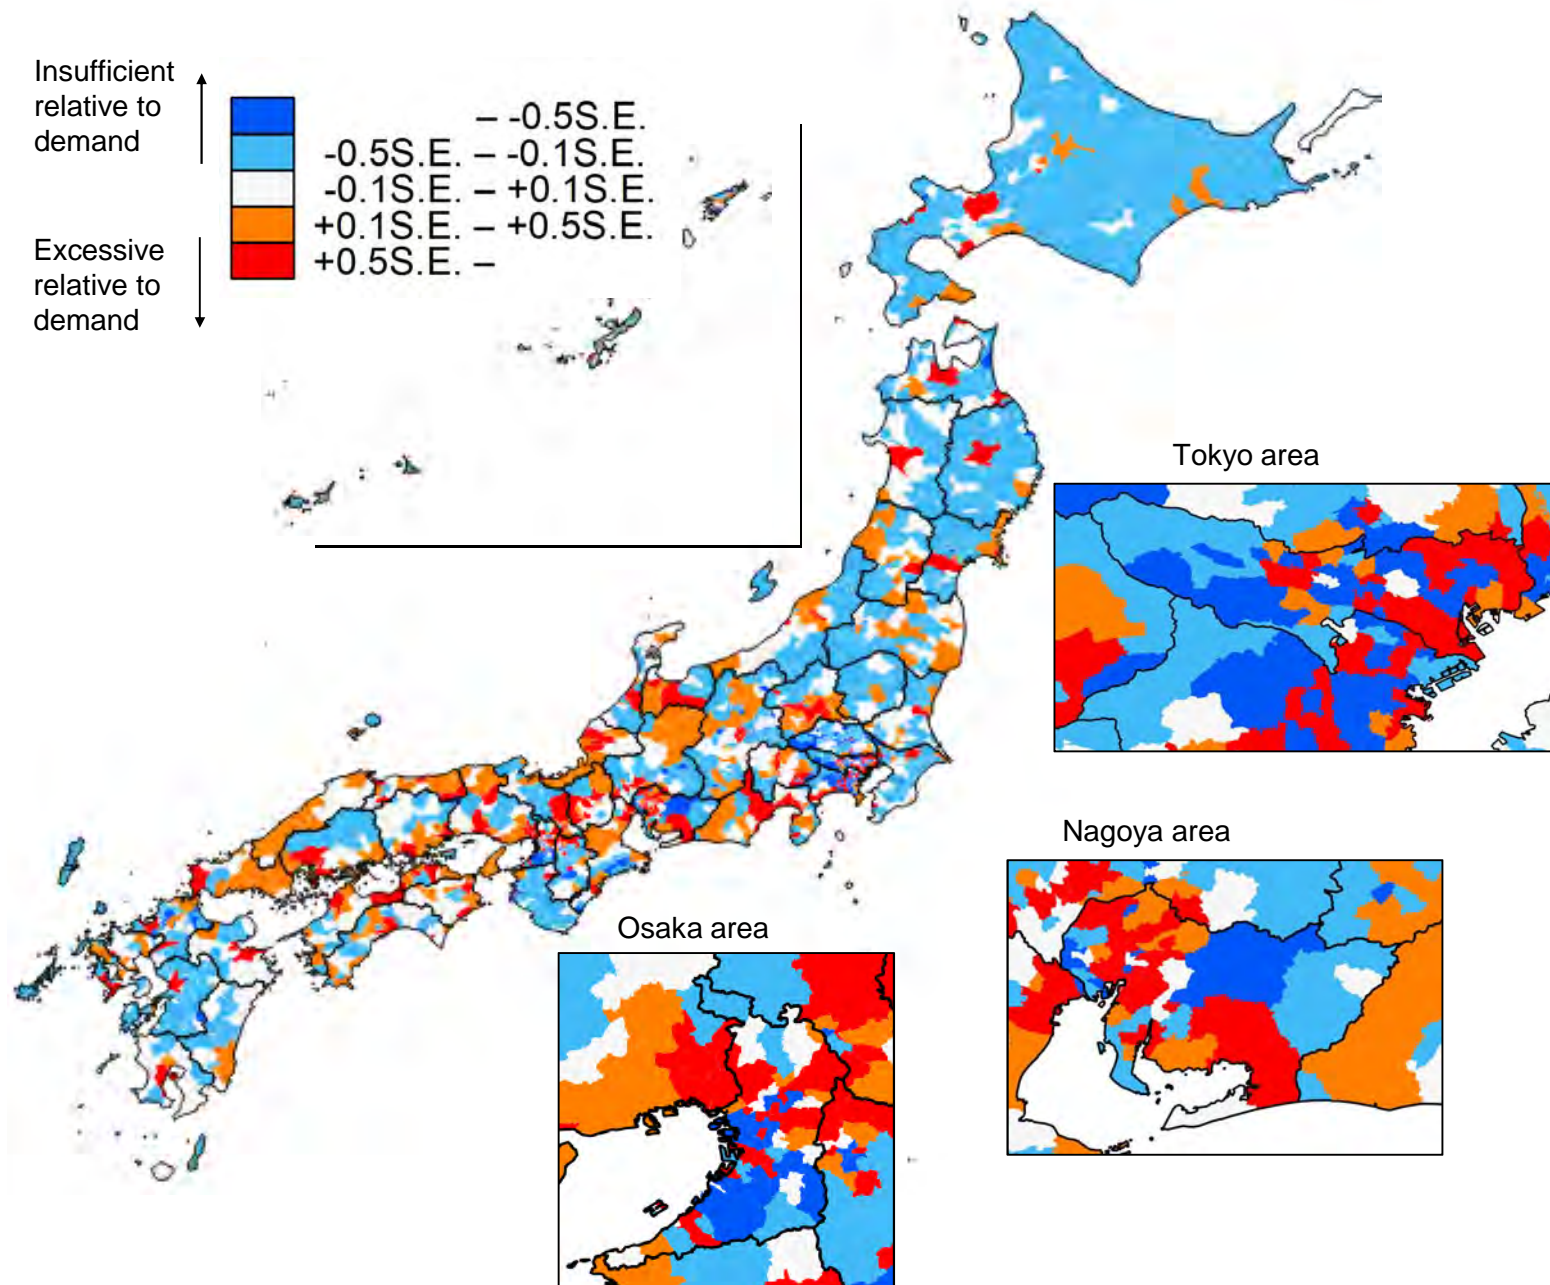 Insufficient
relative to
demand
Excessive
relative to
demand
– -0.5S.E.
-0.5S.E. – -0.1S.E.
-0.1S.E. – +0.1S.E.
+0.1S.E. – +0.5S.E.
+0.5S.E. –
Tokyo area
Nagoya area
Osaka area